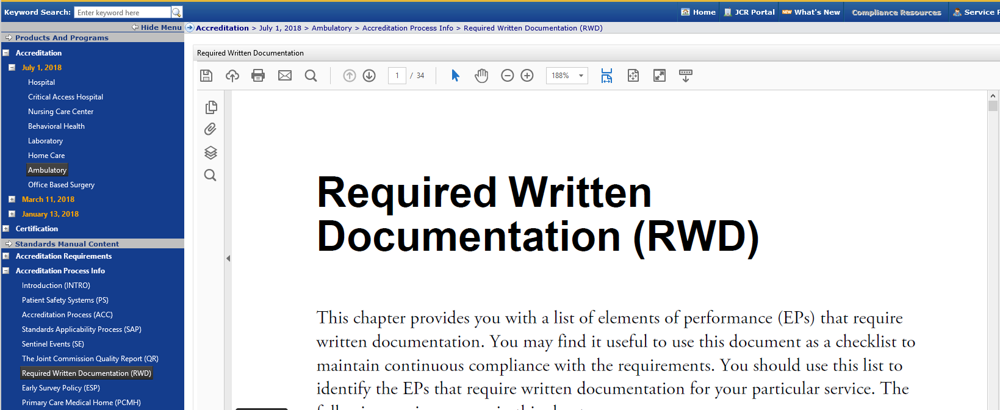 Keyword Search: Enter keyword here
Home JCR Portal NEW What's New Compliance Resources Service
Hide Menu
Accreditation > July 1, 2018 > Ambulatory > Accreditation Process Info > Required Written Documentation (RWD)
Products And Programs
Accreditation
July 1, 2018
Hospital
Critical Access Hospital
Nursing Care Center
Behavioral Health
Laboratory
Home Care
Ambulatory
Office Based Surgery
March 11, 2018
January 13, 2018
Certification
Standards Manual Content
Accreditation Requirements
Accreditation Process Info
Introduction (INTRO)
Patient Safety Systems (PS)
Accreditation Process (ACC)
Standards Applicability Process (SAP)
Sentinel Events (SE)
The Joint Commission Quality Report (QR)
Required Written Documentation (RWD)
Early Survey Policy (ESP)
Primary Care Medical Home (PCMH)
Required Written Documentation
1 / 34 188%
Required Written
Documentation (RWD)
This chapter provides you with a list of elements of performance (EPs) that require
written documentation. You may find it useful to use this document as a checklist to
maintain continuous compliance with the requirements. You should use this list to
identify the EPs that require written documentation for your particular service. The